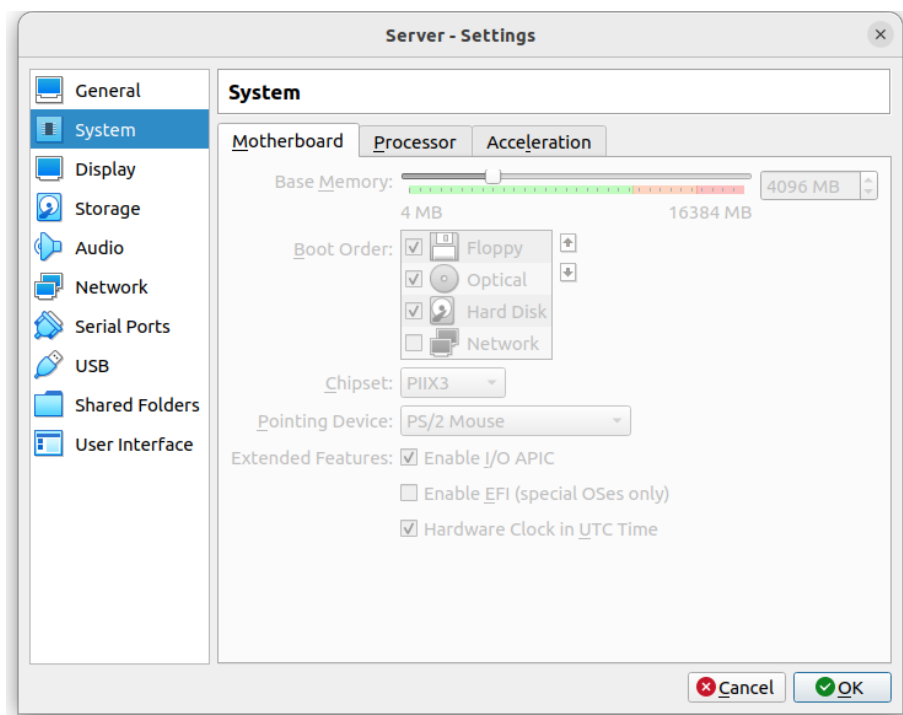 Server - Settings
General
System
Display
Storage
Audio
Network
Serial Ports
USB
Shared Folders
User Interface
System
Motherboard Processor Acceleration
Base Memory: 4096 MB
4 MB 16384 MB
Boot Order: Floppy
Optical
Hard Disk
Network
Chipset: PIIX3
Pointing Device: PS/2 Mouse
Extended Features: Enable I/O APIC
Enable EFI (special OSes only)
Hardware Clock in UTC Time
Cancel OK